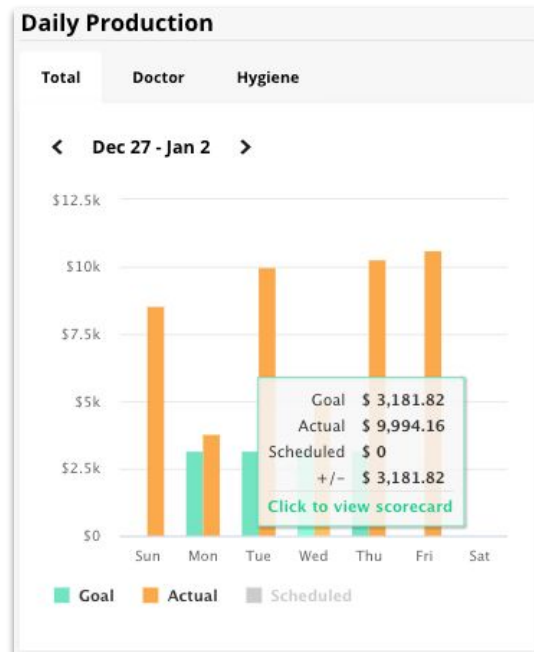 Daily Production
Total Doctor Hygiene
Dec 27 - Jan 2
$12.5k
$10k
$7.5k
$5k
$2.5k
$0
Goal $ 3,181.82
Actual $ 9,994.16
Scheduled $ 0
+/- $ 3,181.82
Click to view scorecard
Sun Mon Tue Wed Thu Fri Sat
Goal Actual Scheduled